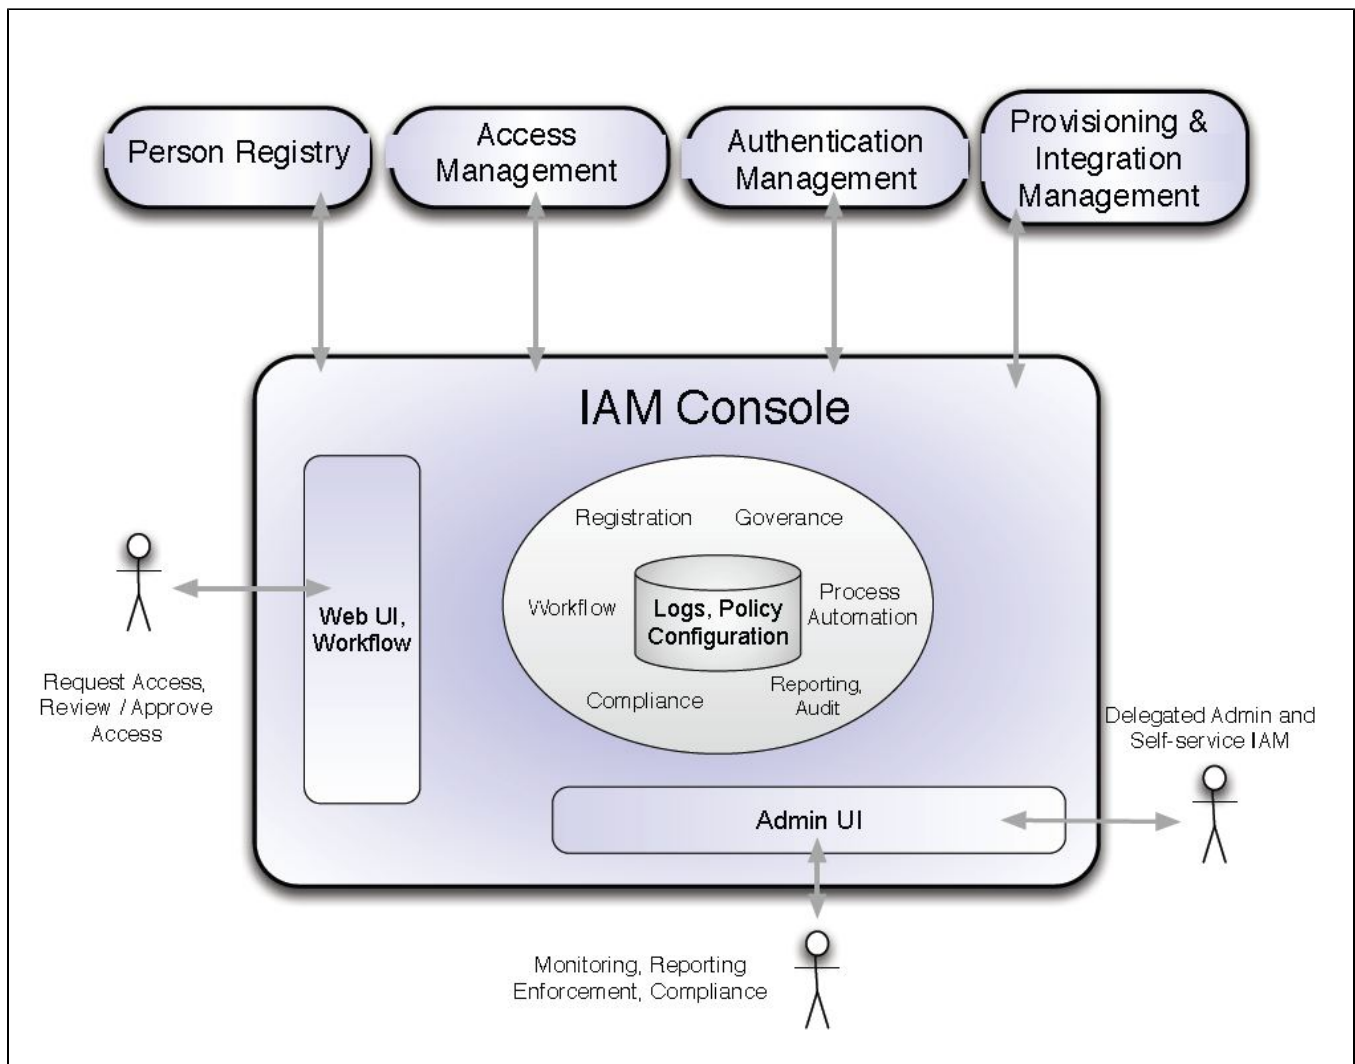 Person Registry
Access
Management
Authentication
Management
Provisioning &
Integration
Management
IAM Console
Registration
Goverance
Workflow
Logs, Policy
Configuration
Process
Automation
Compliance
Reporting,
Audit
Web UI,
Workflow
Request Access,
Review / Approve
Access
Delegated Admin and
Self-service IAM
Admin UI
Monitoring, Reporting
Enforcement, Compliance